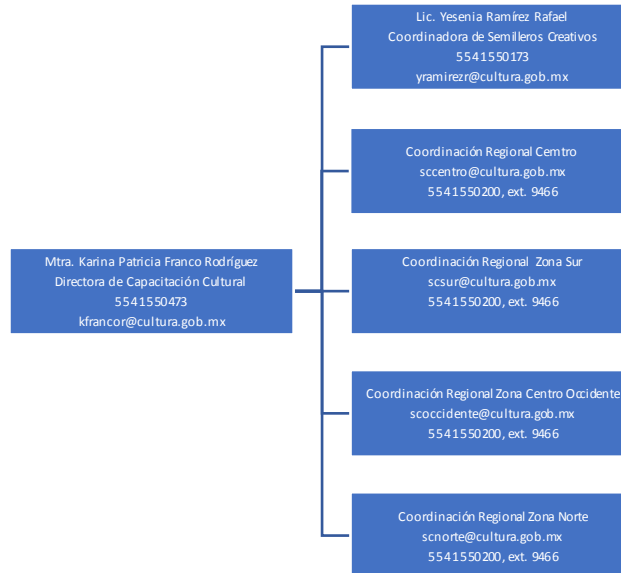 Lic. Yesenia Ramírez Rafael
Coordinadora de Semilleros Creativos
5541550173
yramirezr@cultura.gob.mx
Coordinación Regional Cemtro
sccentro@cultura.gob.mx
5541550200, ext. 9466
Mtra. Karina Patricia Franco Rodríguez
Directora de Capacitación Cultural
5541550473
kfrancor@cultura.gob.mx
Coordinación Regional Zona Sur
scsur@cultura.gob.mx
5541550200, ext. 9466
Coordinación Regional Zona Centro Occidente
scoccidente@cultura.gob.mx
5541550200, ext. 9466
Coordinación Regional Zona Norte
scnorte@cultura.gob.mx
5541550200, ext. 9466